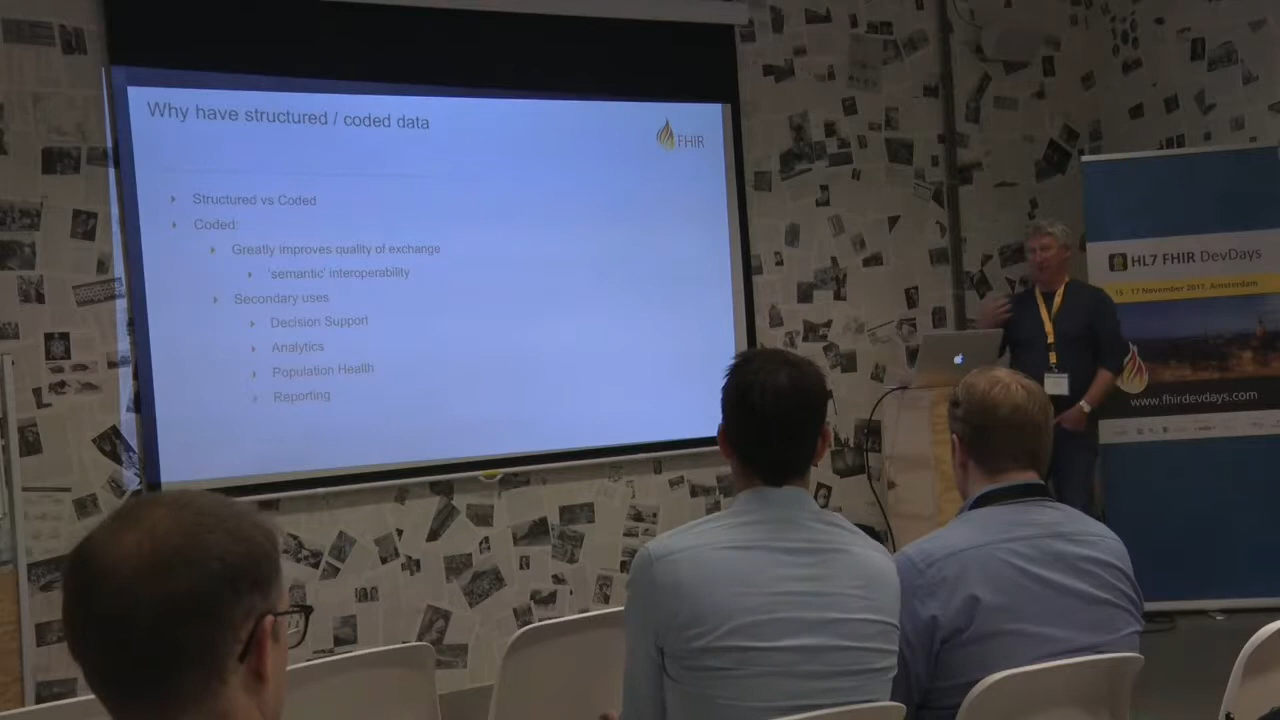 Why have structured / coded data
FHIR
Structured vs Coded
Coded:
Greatly improves quality of exchange
'semantic' interoperability
Secondary uses
Decision Support
Analytics
Population Health
Reporting
HL7 FHIR DevDays
15 - 17 November 2017, Amsterdam
www.fhirdevdays.com